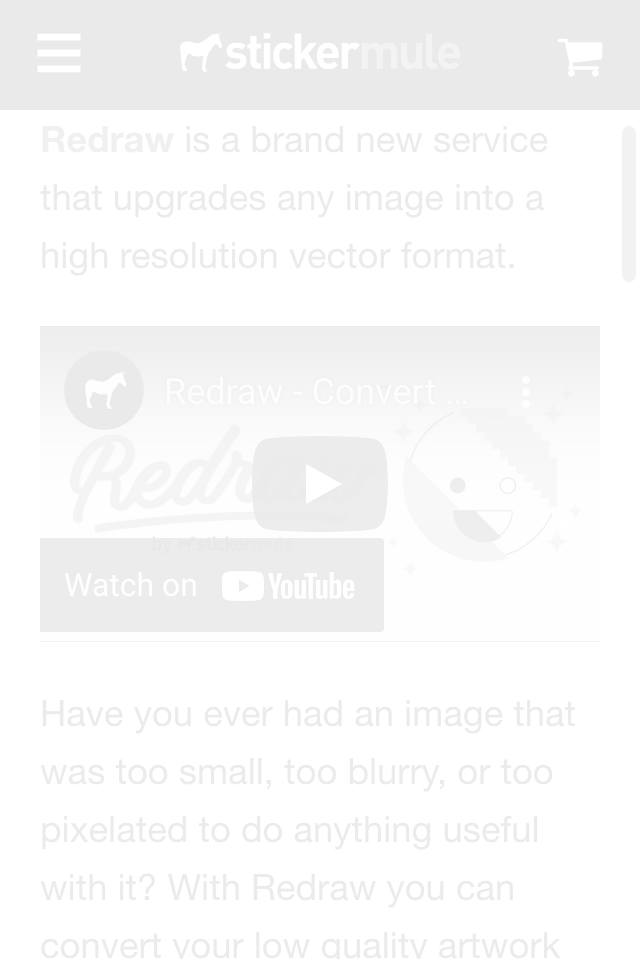 stickermule
Redraw is a brand new service
that upgrades any image into a
high resolution vector format.
Redraw - Convert ...
Redraw
by stickermule
Watch on YouTube
Have you ever had an image that
was too small, too blurry, or too
pixelated to do anything useful
with it? With Redraw you can
convert your low quality artwork